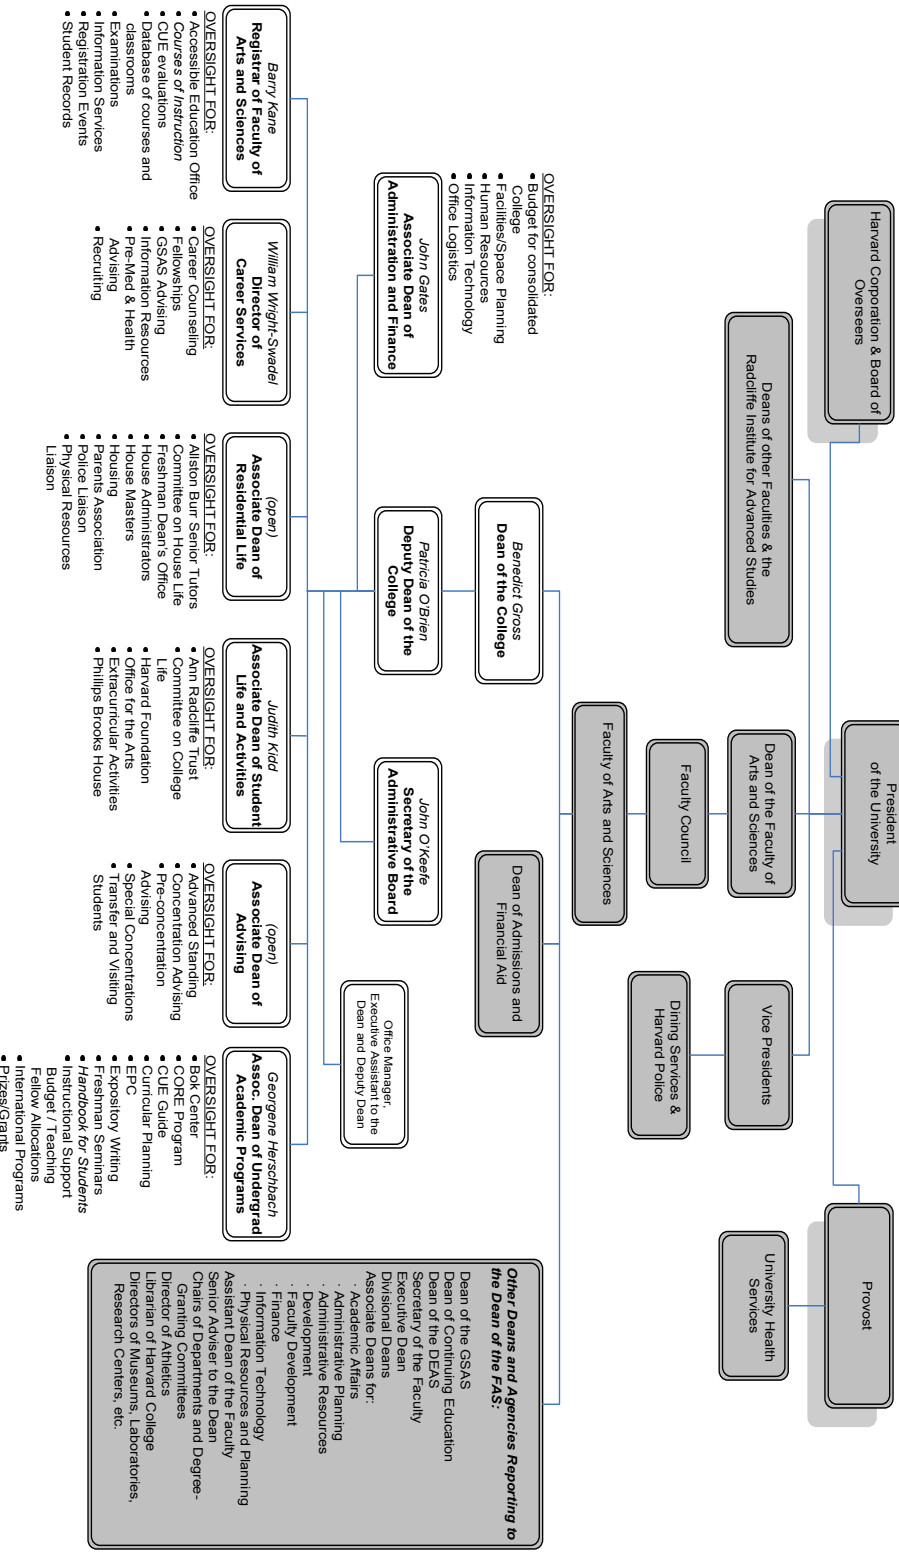 President
of the University
Harvard Corporation & Board of
Overseers
Provost
Deans of other Faculties & the
Radcliffe Institute for Advanced Studies
Dean of the Faculty of
Arts and Sciences
Vice Presidents
University Health
Services
Faculty Council
Dining Services &
Harvard Police
Faculty of Arts and Sciences
Benedict Gross
Dean of the College
Dean of Admissions and
Financial Aid
Other Deans and Agencies Reporting to
the Dean of the FAS:
Dean of the GSAS
Dean of Continuing Education
Dean of the DEAS
Secretary of the Faculty
Executive Dean
Divisional Deans
Associate Deans for:
· Academic Affairs
· Administrative Planning
· Administrative Resources
· Development
· Faculty Development
· Finance
· Information Technology
· Physical Resources and Planning
Assistant Dean of the Faculty
Senior Adviser to the Dean
Chairs of Departments and Degree-
Granting Committees
Director of Athletics
Librarian of Harvard College
Directors of Museums, Laboratories,
Research Centers, etc.
OVERSIGHT FOR:
• Budget for consolidated
College
• Facilities/Space Planning
• Human Resources
• Information Technology
• Office Logistics
John Gates
Associate Dean of
Administration and Finance
Patricia O'Brien
Deputy Dean of the
College
John O'Keefe
Secretary of the
Administrative Board
Office Manager,
Executive Assistant to the
Dean and Deputy Dean
Barry Kane
Registrar of Faculty of
Arts and Sciences
OVERSIGHT FOR:
• Accessible Education Office
• Courses of Instruction
• CUE evaluations
• Database of courses and
classrooms
• Examinations
• Information Services
• Registration Events
• Student Records
William Wright-Swadel
Director of
Career Services
OVERSIGHT FOR:
• Career Counseling
• Fellowships
• GSAS Advising
• Information Resources
• Pre-Med & Health
Advising
• Recruiting
(open)
Associate Dean of
Residential Life
OVERSIGHT FOR:
• Allston Burr Senior Tutors
• Committee on House Life
• Freshman Dean's Office
• House Administrators
• House Masters
• Housing
• Parents Association
• Police Liaison
• Physical Resources
Liaison
Judith Kidd
Associate Dean of Student
Life and Activities
OVERSIGHT FOR:
• Ann Radcliffe Trust
• Committee on College
Life
• Harvard Foundation
• Office for the Arts
• Extracurricular Activities
• Phillips Brooks House
(open)
Associate Dean of
Advising
OVERSIGHT FOR:
• Advanced Standing
• Concentration Advising
• Pre-concentration
Advising
• Special Concentrations
• Transfer and Visiting
Students
Georgene Herschbach
Assoc. Dean of Undergrad
Academic Programs
OVERSIGHT FOR:
• Bok Center
• CORE Program
• CUE Guide
• Curricular Planning
• EPC
• Expository Writing
• Freshman Seminars
• Handbook for Students
• Instructional Support
Budget / Teaching
Fellow Allocations
• International Programs
• Prizes/Grants